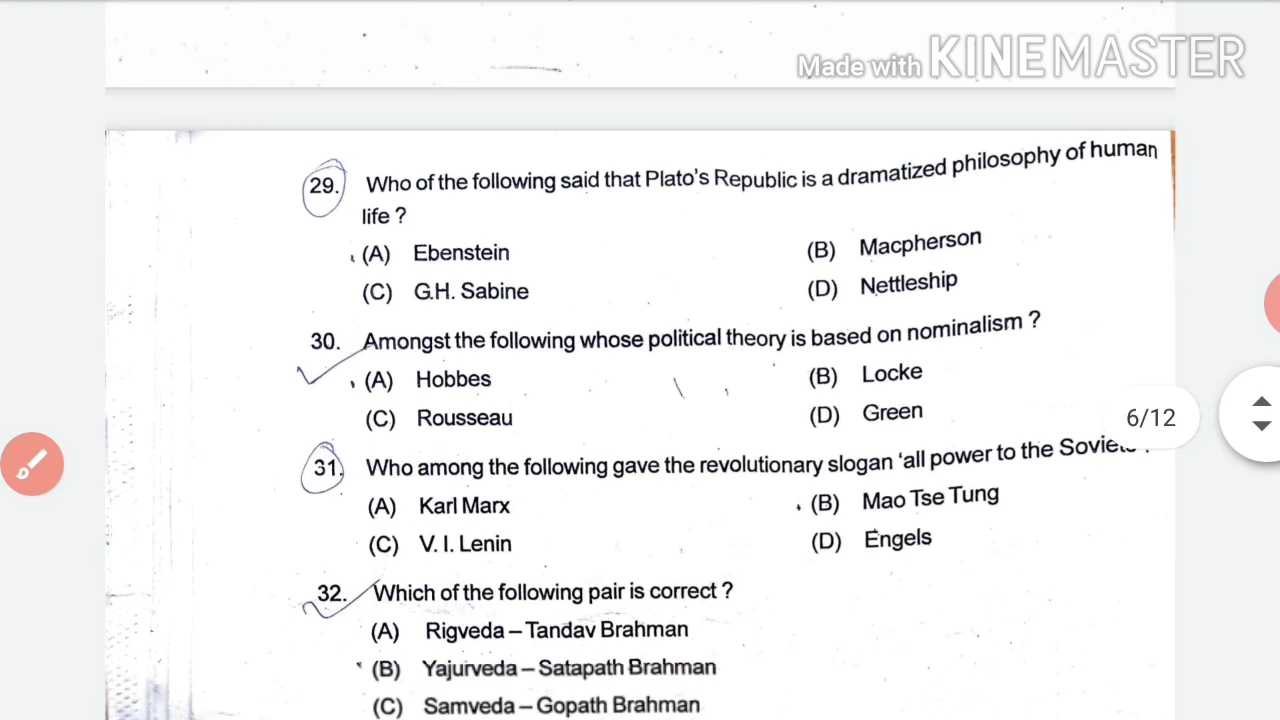 Made with KINEMASTER
29. Who of the following said that Plato's Republic is a dramatized philosophy of human
life ?
(A) Ebenstein (B) Macpherson
(C) G.H. Sabine (D) Nettleship
30. Amongst the following whose political theory is based on nominalism ?
(A) Hobbes (B) Locke
(C) Rousseau (D) Green
6/12
31. Who among the following gave the revolutionary slogan 'all power to the
(A) Karl Marx (B) Mao Tse Tung
(C) V. I. Lenin (D) Engels
32. Which of the following pair is correct ?
(A) Rigveda – Tandav Brahman
(B) Yajurveda – Satapath Brahman
(C) Samveda – Gopath Brahman